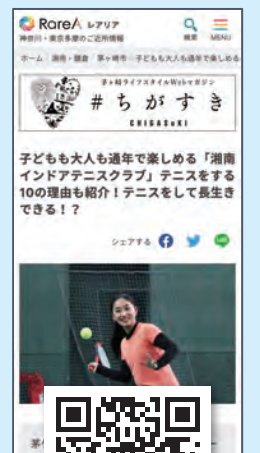 RareA レアリア
神奈川・東京多摩のご近所情報
検索 MENU
ホーム 湘南・鎌倉 茅ヶ崎市 子どもも大人も通年で楽しめる
茅ヶ崎ライフスタイルWebマガジン
#ちがすき
CHIGASUKI
子どもも大人も通年で楽しめる「湘南
インドアテニスクラブ」テニスをする
10の理由も紹介!テニスをして長生き
できる!?
シェアする